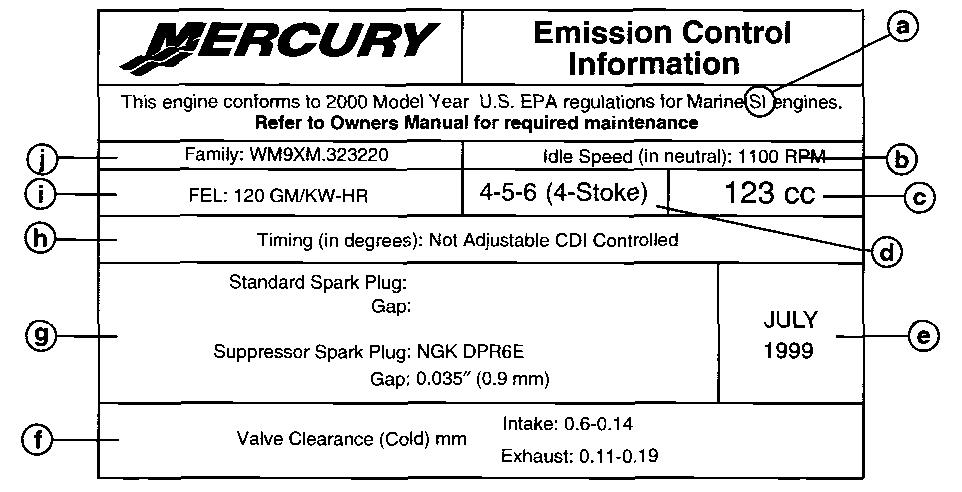 MERCURY
Emission Control
Information
a
This engine conforms to 2000 Model Year U.S. EPA regulations for Marine SI engines.
Refer to Owners Manual for required maintenance
j
Family: WM9XM.323220
Idle Speed (in neutral): 1100 RPM
b
i
FEL: 120 GM/KW-HR
4-5-6 (4-Stoke)
123 cc
c
h
Timing (in degrees): Not Adjustable CDI Controlled
d
Standard Spark Plug:
Gap:
g
Suppressor Spark Plug: NGK DPR6E
Gap: 0.035″ (0.9 mm)
JULY
1999
e
f
Valve Clearance (Cold) mm
Intake: 0.6-0.14
Exhaust: 0.11-0.19